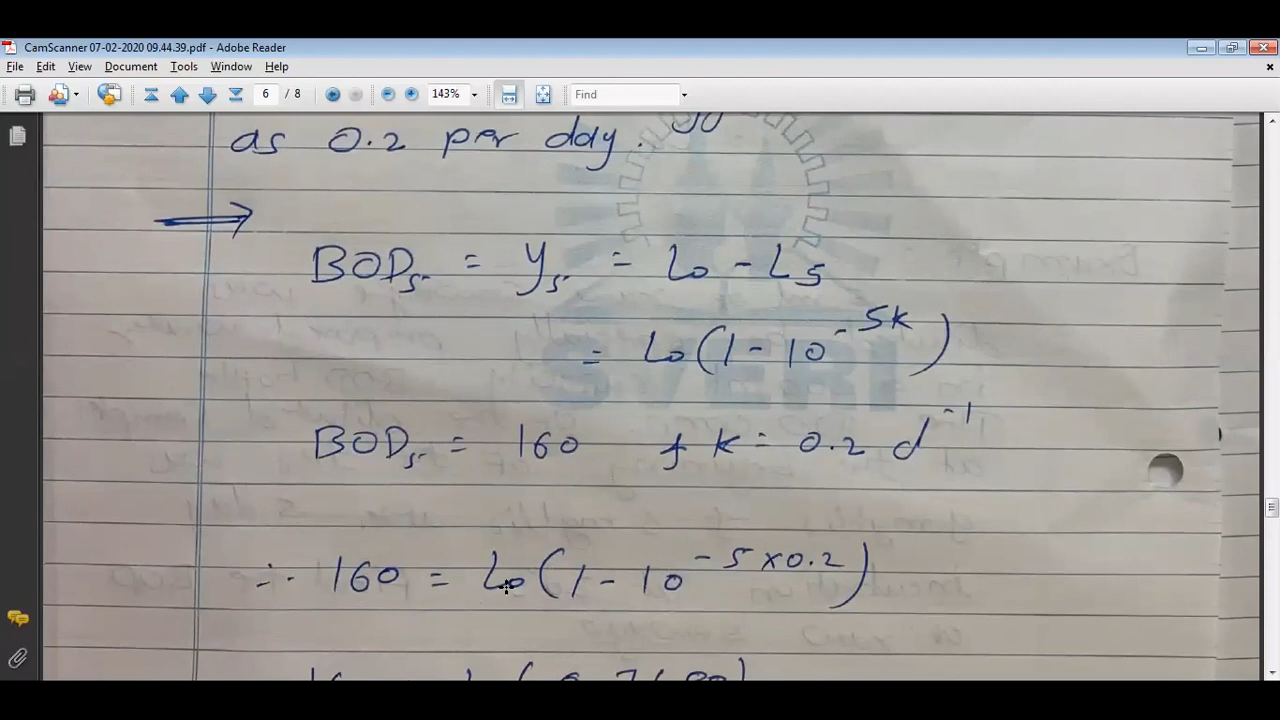 CamScanner 07-02-2020 09.44.39.pdf - Adobe Reader
File Edit View Document Tools Window Help
6 / 8 143% Find
as 0.2 per day.
BOD₅ = Y₅ = Lo - L5
= Lo (1 - 10^-5k)
SVERI
BOD₅ = 160 & k = 0.2 d^-1
∴ 160 = Lo (1 - 10^-5×0.2)